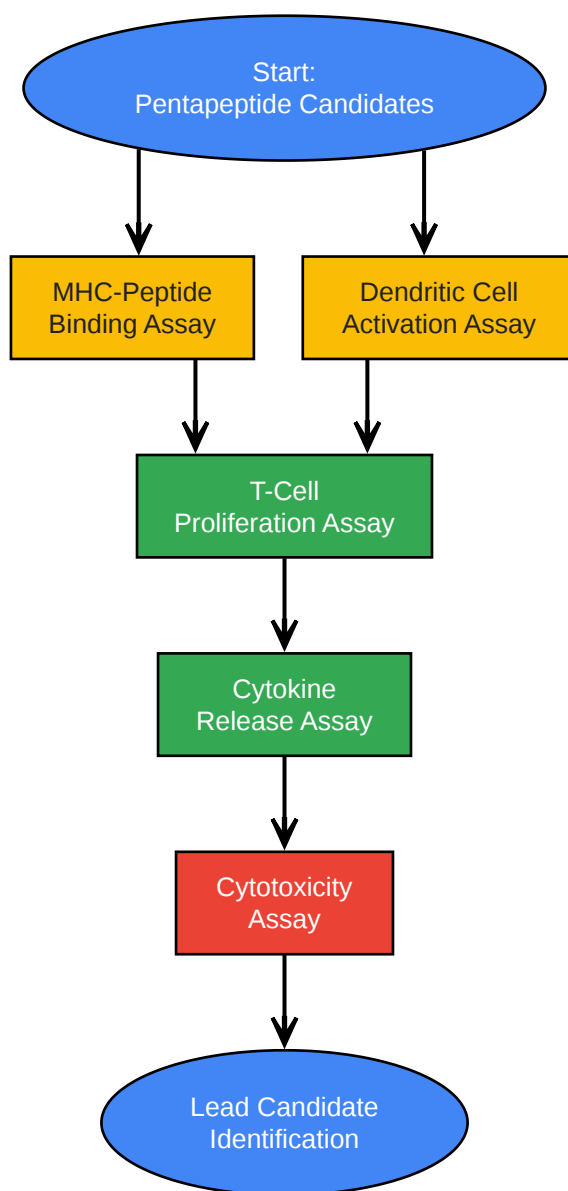 Start:
Pentapeptide Candidates
MHC-Peptide
Binding Assay
Dendritic Cell
Activation Assay
T-Cell
Proliferation Assay
Cytokine
Release Assay
Cytotoxicity
Assay
Lead Candidate
Identification